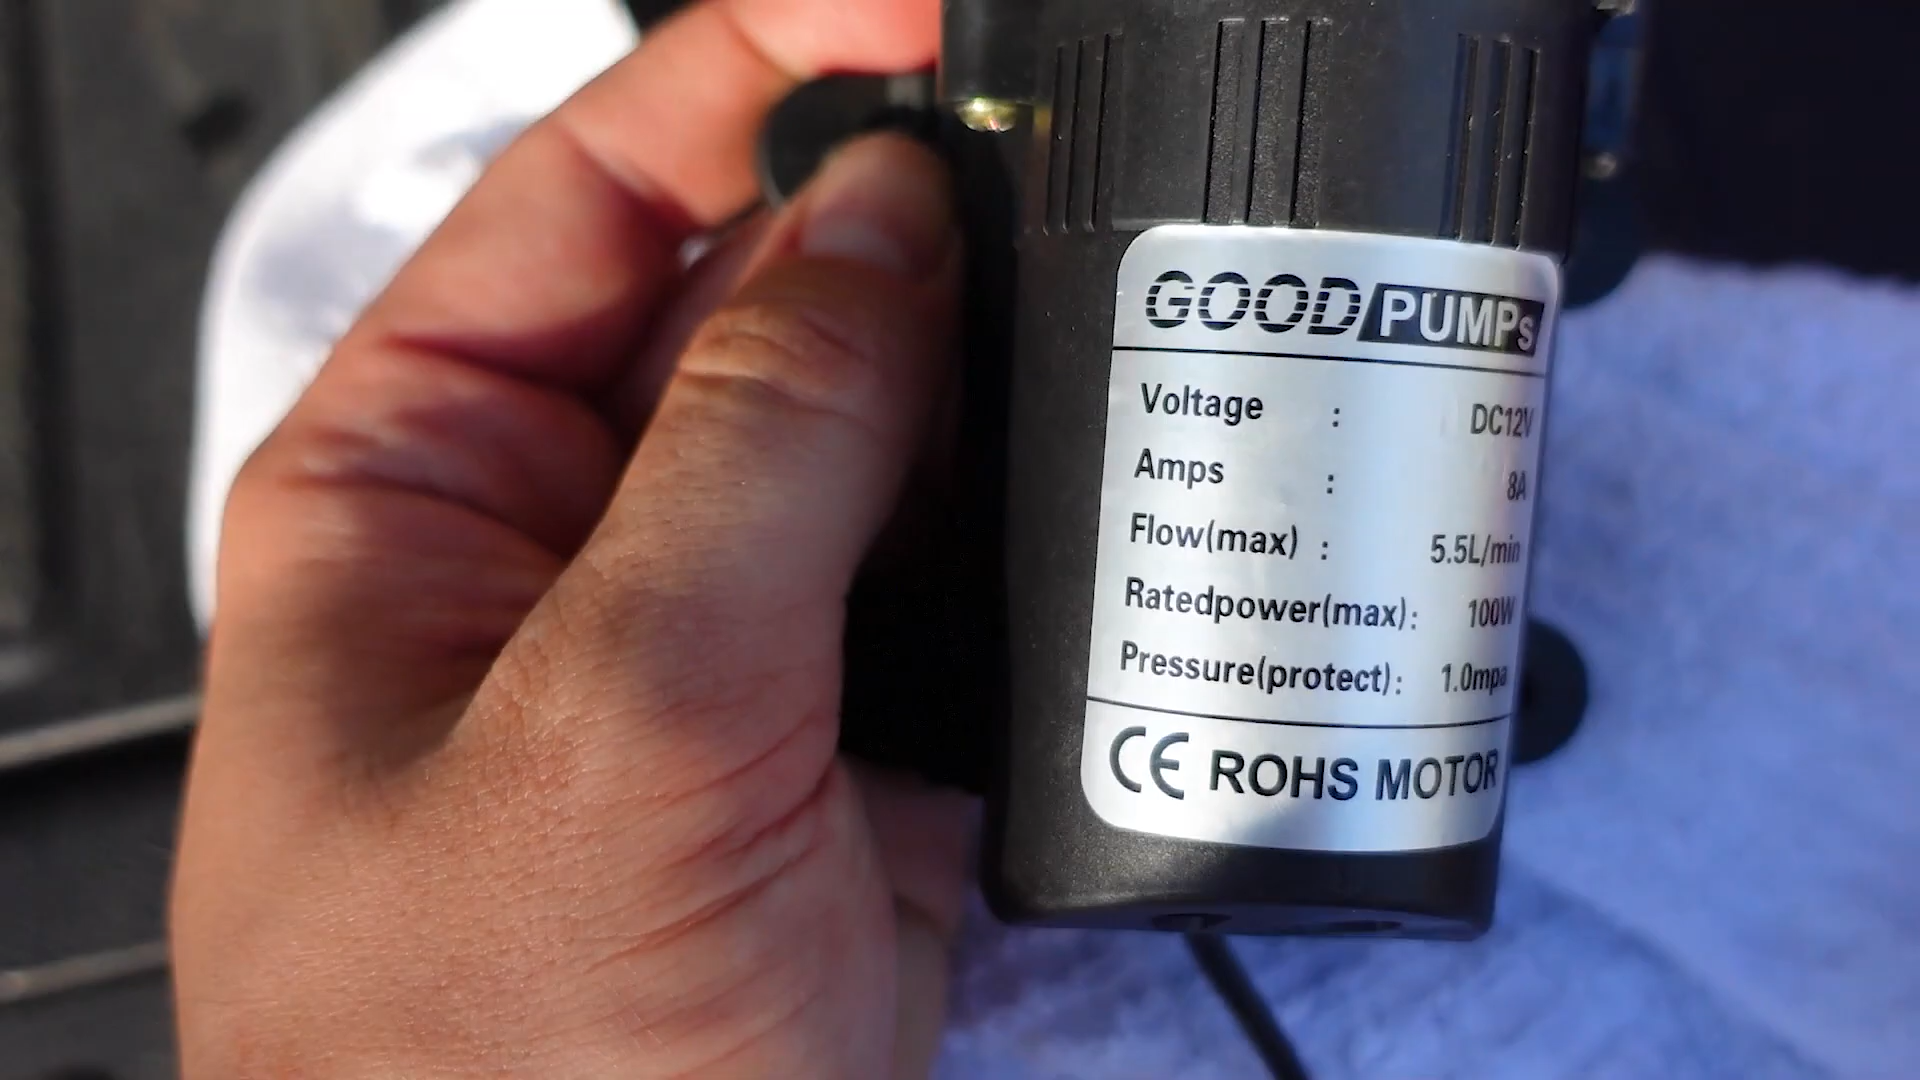 GOOD PUMPs
Voltage : DC12V
Amps : 8A
Flow(max) : 5.5L/min
Ratedpower(max): 100W
Pressure(protect): 1.0mpa
CE ROHS MOTOR